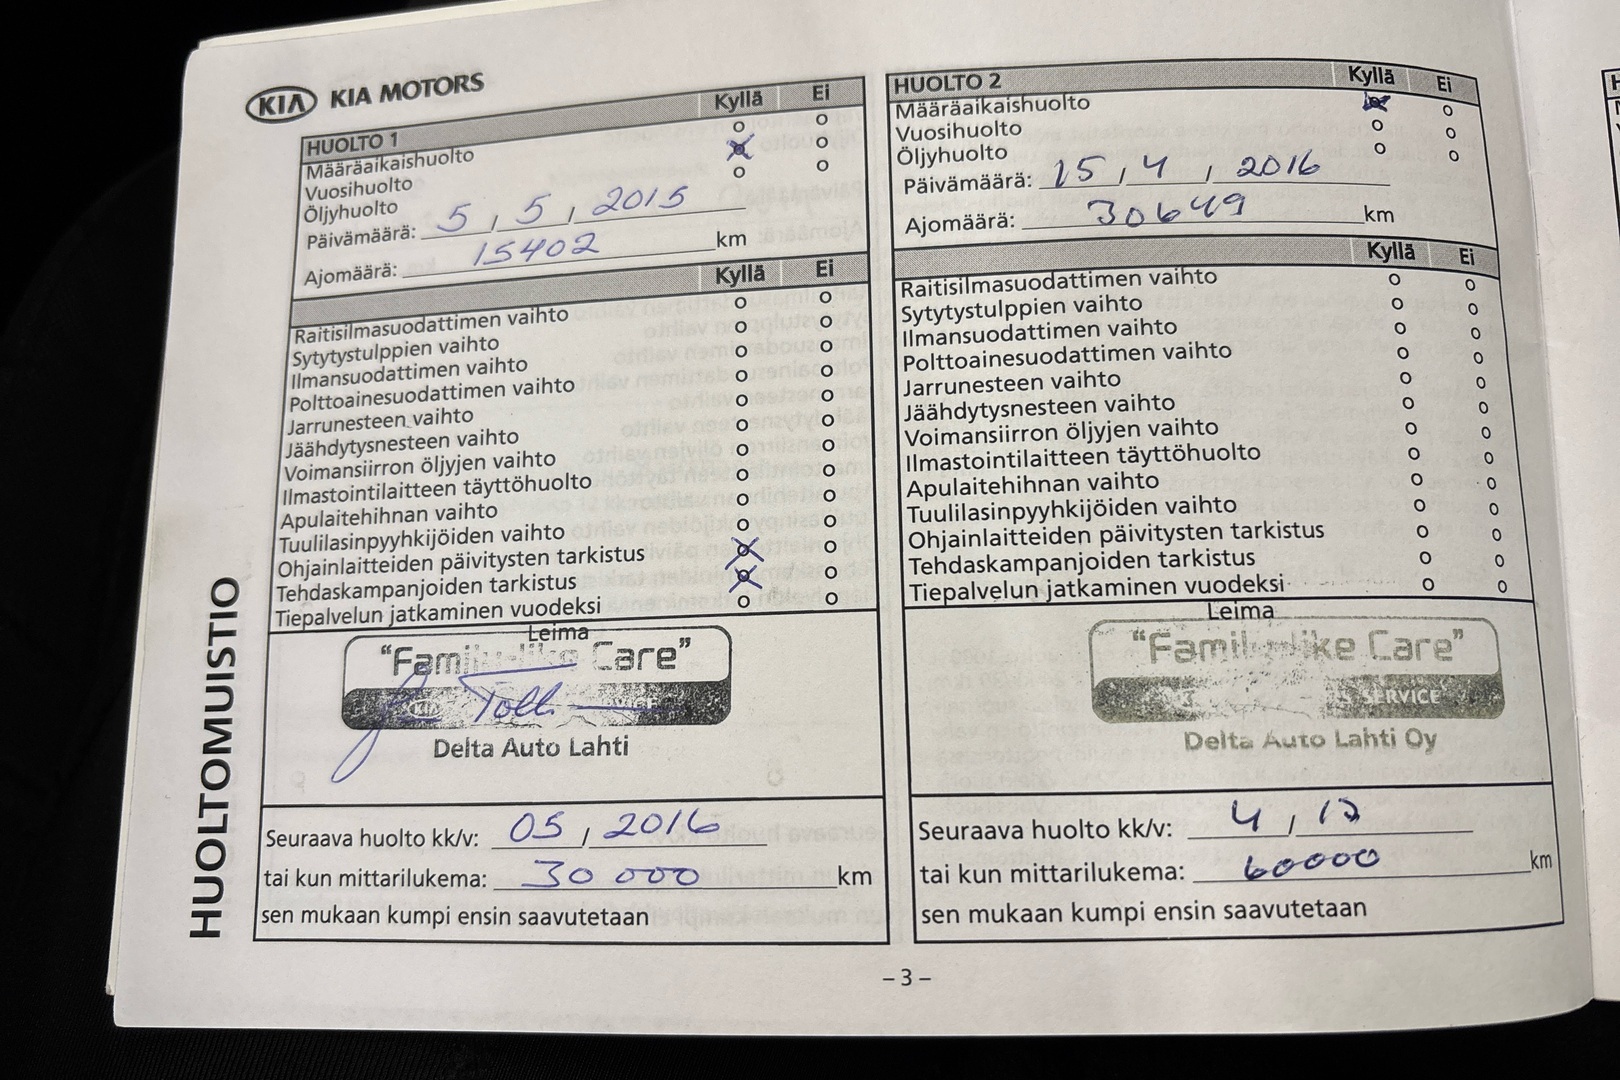 KIA KIA MOTORS
HUOLTOMUISTIO
HUOLTO 1 Kyllä Ei
Määräaikaishuolto
Vuosihuolto
Öljyhuolto
Päivämäärä: 5 / 5 / 2015
Ajomäärä: 15402 km
Kyllä Ei
Raitisilmasuodattimen vaihto
Sytytystulppien vaihto
Ilmansuodattimen vaihto
Polttoainesuodattimen vaihto
Jarrunesteen vaihto
Jäähdytysnesteen vaihto
Voimansiirron öljyjen vaihto
Ilmastointilaitteen täyttöhuolto
Apulaitehihnan vaihto
Tuulilasinpyyhkijöiden vaihto
Ohjainlaitteiden päivitysten tarkistus
Tehdaskampanjoiden tarkistus
Tiepalvelun jatkaminen vuodeksi
Leima
"Family-like Care"
KIA
Delta Auto Lahti
Seuraava huolto kk/v: 05 / 2016
tai kun mittarilukema: 30 000 km
sen mukaan kumpi ensin saavutetaan
HUOLTO 2 Kyllä Ei
Määräaikaishuolto
Vuosihuolto
Öljyhuolto
Päivämäärä: 15 / 4 / 2016
Ajomäärä: 30649 km
Kyllä Ei
Raitisilmasuodattimen vaihto
Sytytystulppien vaihto
Ilmansuodattimen vaihto
Polttoainesuodattimen vaihto
Jarrunesteen vaihto
Jäähdytysnesteen vaihto
Voimansiirron öljyjen vaihto
Ilmastointilaitteen täyttöhuolto
Apulaitehihnan vaihto
Tuulilasinpyyhkijöiden vaihto
Ohjainlaitteiden päivitysten tarkistus
Tehdaskampanjoiden tarkistus
Tiepalvelun jatkaminen vuodeksi
Leima
"Family-like Care"
SERVICE
Delta Auto Lahti Oy
Seuraava huolto kk/v: 4 / 17
tai kun mittarilukema: 60000 km
sen mukaan kumpi ensin saavutetaan
– 3 –